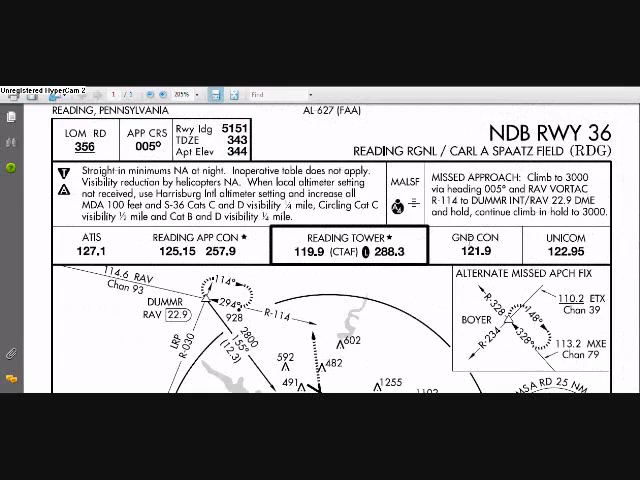 Unregistered HyperCam 2
1 / 1
205%
Find
READING, PENNSYLVANIA
AL-627 (FAA)
LOM RD
356
APP CRS
005°
Rwy ldg 5151
TDZE 343
Apt Elev 344
NDB RWY 36
READING RGNL / CARL A SPAATZ FIELD (RDG)
T
A
Straight-in minimums NA at night. Inoperative table does not apply.
Visibility reduction by helicopters NA. When local altimeter setting
not received, use Harrisburg Intl altimeter setting and increase all
MDA 100 feet and S-36 Cats C and D visibility ¼ mile, Circling Cat C
visibility ½ mile and Cat B and D visibility ¼ mile.
MALSF
MISSED APPROACH: Climb to 3000
via heading 005° and RAV VORTAC
R-114 to DUMMR INT/RAV 22.9 DME
and hold, continue climb in hold to 3000.
ATIS
127.1
READING APP CON ★
125.15 257.9
READING TOWER ★
119.9 (CTAF) L 288.3
GND CON
121.9
UNICOM
122.95
114.6 RAV
Chan 93
DUMMR
RAV 22.9
114°
294°
928
R-114
LRP
R-030
2800
155°
(12.3)
592
602
482
491
1255
ALTERNATE MISSED APCH FIX
R-328
BOYER
R-234
148°
328°
110.2 ETX
Chan 39
113.2 MXE
Chan 79
MSA RD 25 NM